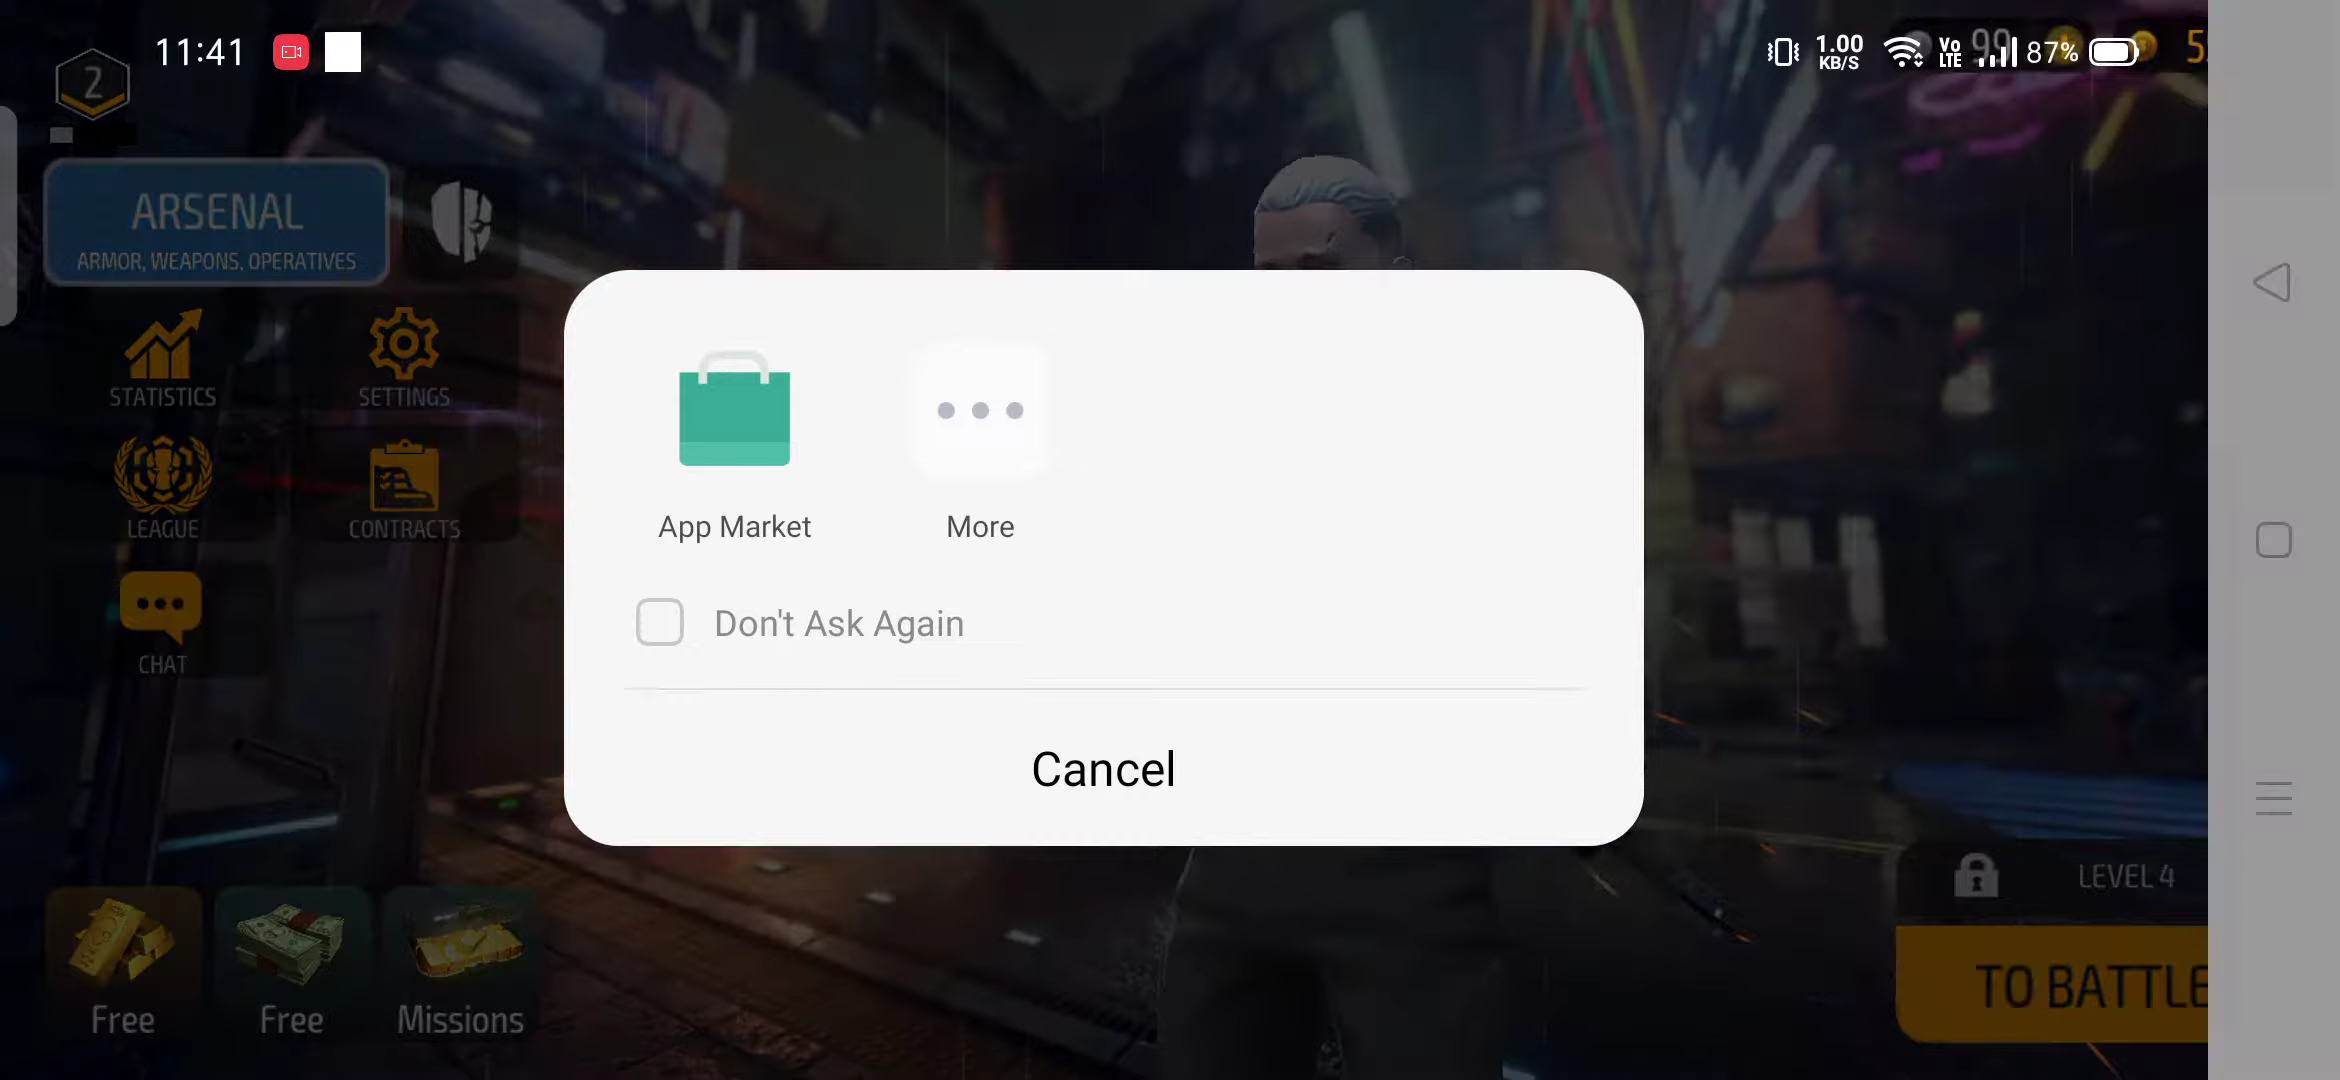 11:41
1.00
KB/S
Vo
LTE
99
87%
2
ARSENAL
ARMOR, WEAPONS, OPERATIVES
STATISTICS
SETTINGS
LEAGUE
CONTRACTS
CHAT
App Market
More
Don't Ask Again
Cancel
LEVEL 4
TO BATTLE
Free
Free
Missions